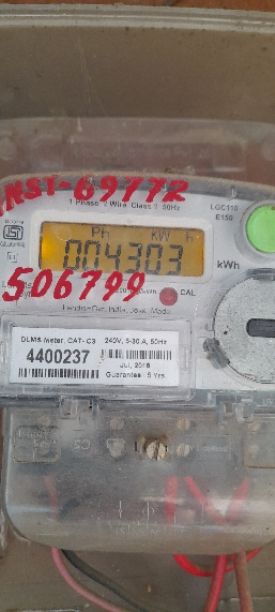 LGC110
E150
NST-69772
1 Phase 2 Wire Class 1 50Hz
Ph KW h
004303
kWh
506799
CAL
DLMS Meter, CAT- C3 240V, 5-30 A, 50Hz
4400237
Jul, 2018
Guarantee : 5 Yrs.